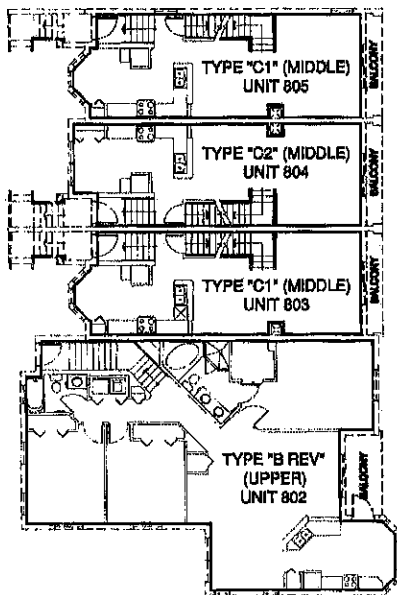 TYPE "C1" (MIDDLE)
UNIT 805
BALCONY
TYPE "C2" (MIDDLE)
UNIT 804
BALCONY
TYPE "C1" (MIDDLE)
UNIT 803
BALCONY
TYPE "B REV"
(UPPER)
UNIT 802
BALCONY